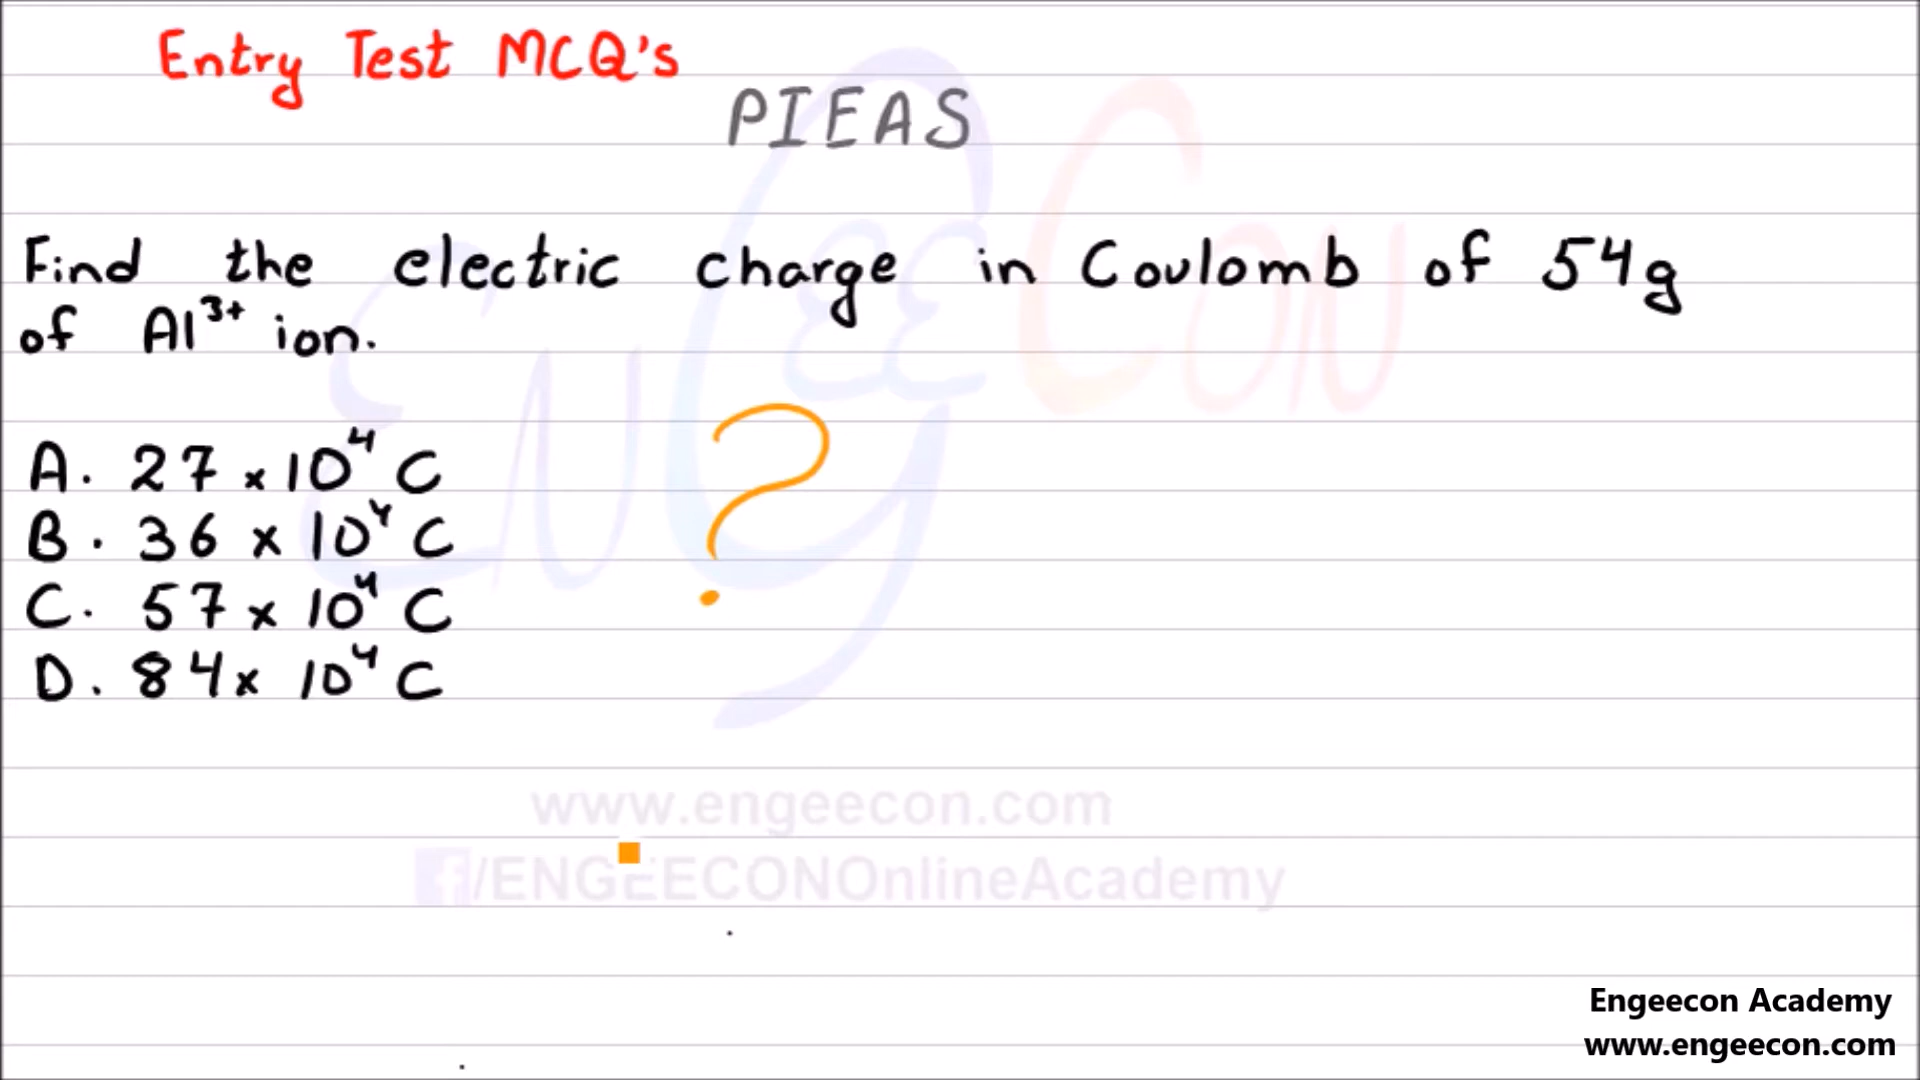 Entry Test MCQ's
PIEAS
Find the electric charge in Coulomb of 54g
of Al³⁺ ion.
A. 27 × 10⁴ C
B. 36 × 10⁴ C
C. 57 × 10⁴ C
D. 84 × 10⁴ C
?
ENGEECON
www.engeecon.com
f/ENGEECONOnlineAcademy
Engeecon Academy
www.engeecon.com